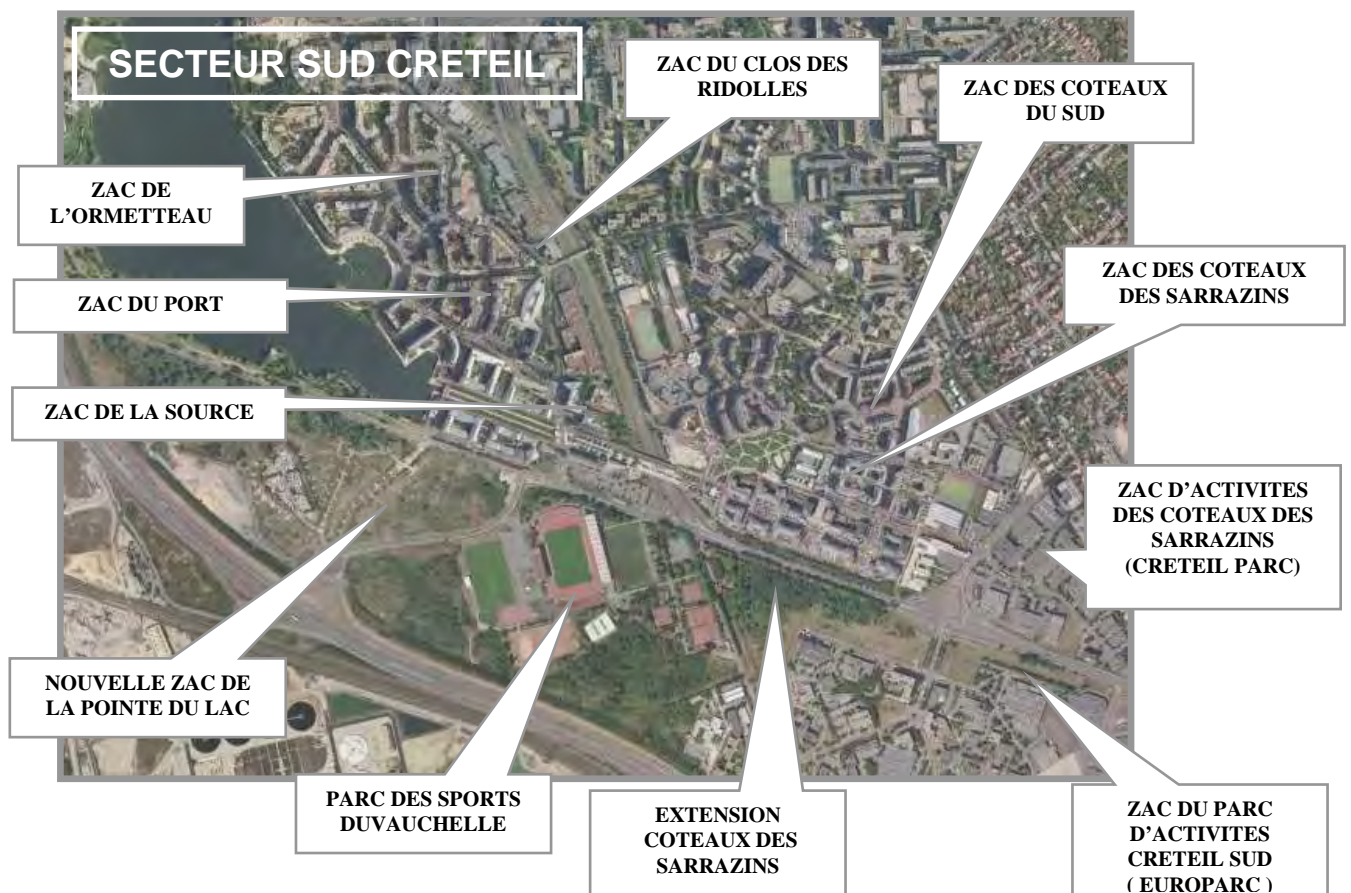 SECTEUR SUD CRETEIL
ZAC DU CLOS DES
RIDOLLES
ZAC DES COTEAUX
DU SUD
ZAC DE
L'ORMETTEAU
ZAC DES COTEAUX
DES SARRAZINS
ZAC DU PORT
ZAC DE LA SOURCE
ZAC D'ACTIVITES
DES COTEAUX DES
SARRAZINS
(CRETEIL PARC)
NOUVELLE ZAC DE
LA POINTE DU LAC
PARC DES SPORTS
DUVAUCHELLE
EXTENSION
COTEAUX DES
SARRAZINS
ZAC DU PARC
D'ACTIVITES
CRETEIL SUD
( EUROPARC )